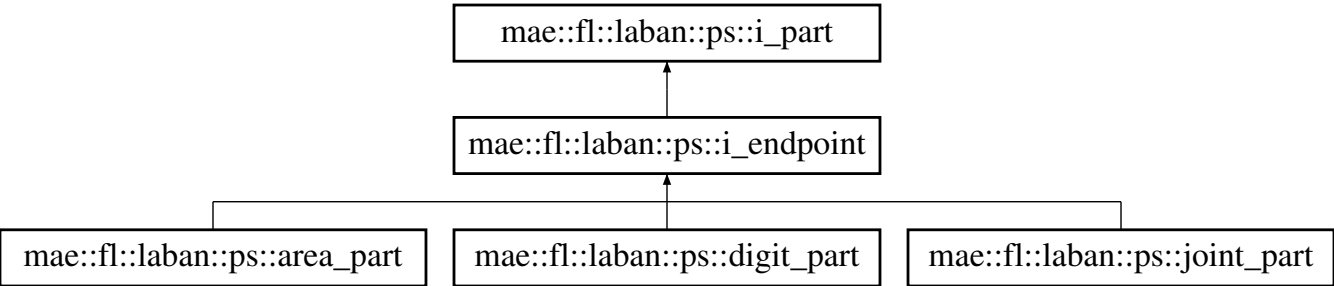 mae::fl::laban::ps::i_part
mae::fl::laban::ps::i_endpoint
mae::fl::laban::ps::area_part
mae::fl::laban::ps::digit_part
mae::fl::laban::ps::joint_part